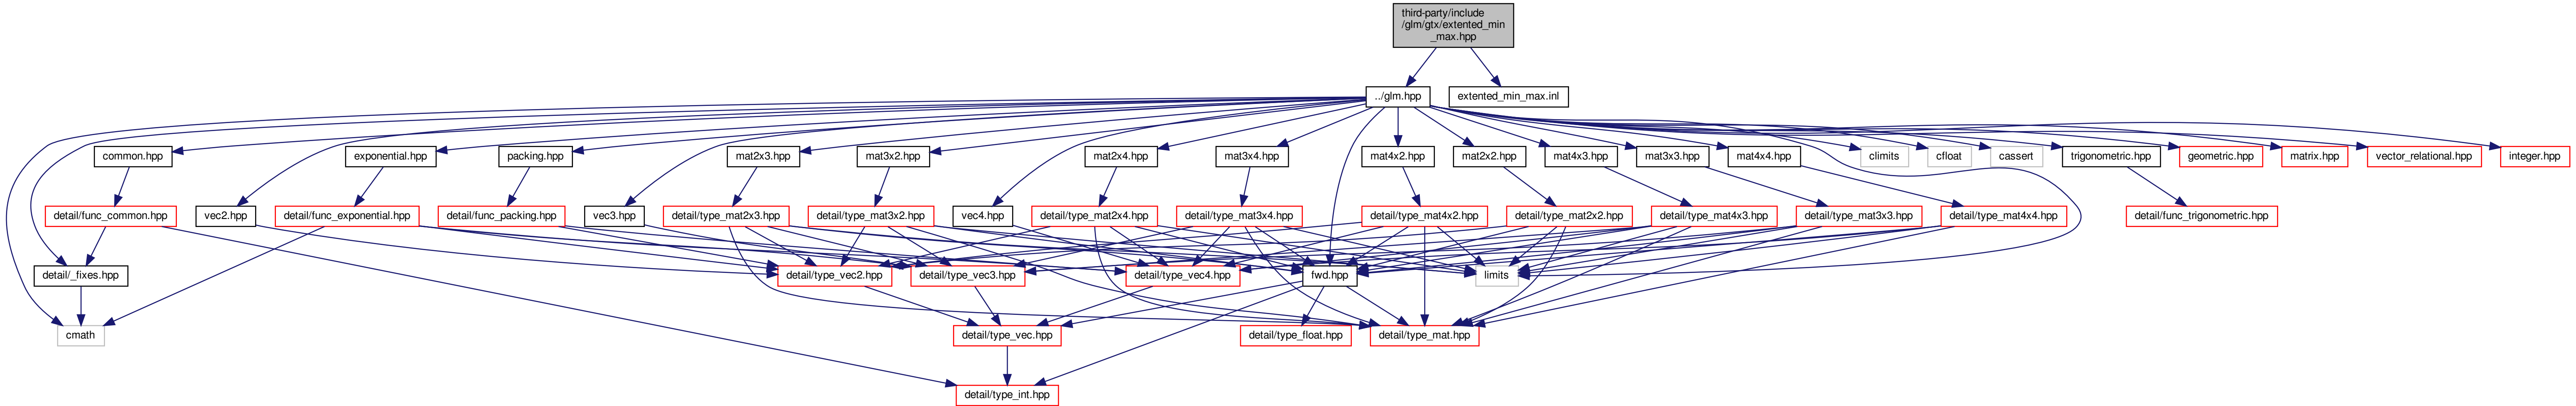 third-party/include
/glm/gtx/extented_min
_max.hpp
../glm.hpp
extented_min_max.inl
common.hpp
exponential.hpp
packing.hpp
mat2x3.hpp
mat3x2.hpp
mat2x4.hpp
mat3x4.hpp
mat4x2.hpp
mat2x2.hpp
mat4x3.hpp
mat3x3.hpp
mat4x4.hpp
climits
cfloat
cassert
trigonometric.hpp
geometric.hpp
matrix.hpp
vector_relational.hpp
integer.hpp
detail/func_common.hpp
vec2.hpp
detail/func_exponential.hpp
detail/func_packing.hpp
vec3.hpp
detail/type_mat2x3.hpp
detail/type_mat3x2.hpp
vec4.hpp
detail/type_mat2x4.hpp
detail/type_mat3x4.hpp
detail/type_mat4x2.hpp
detail/type_mat2x2.hpp
detail/type_mat4x3.hpp
detail/type_mat3x3.hpp
detail/type_mat4x4.hpp
detail/func_trigonometric.hpp
detail/_fixes.hpp
detail/type_vec2.hpp
detail/type_vec3.hpp
detail/type_vec4.hpp
fwd.hpp
limits
cmath
detail/type_vec.hpp
detail/type_float.hpp
detail/type_mat.hpp
detail/type_int.hpp